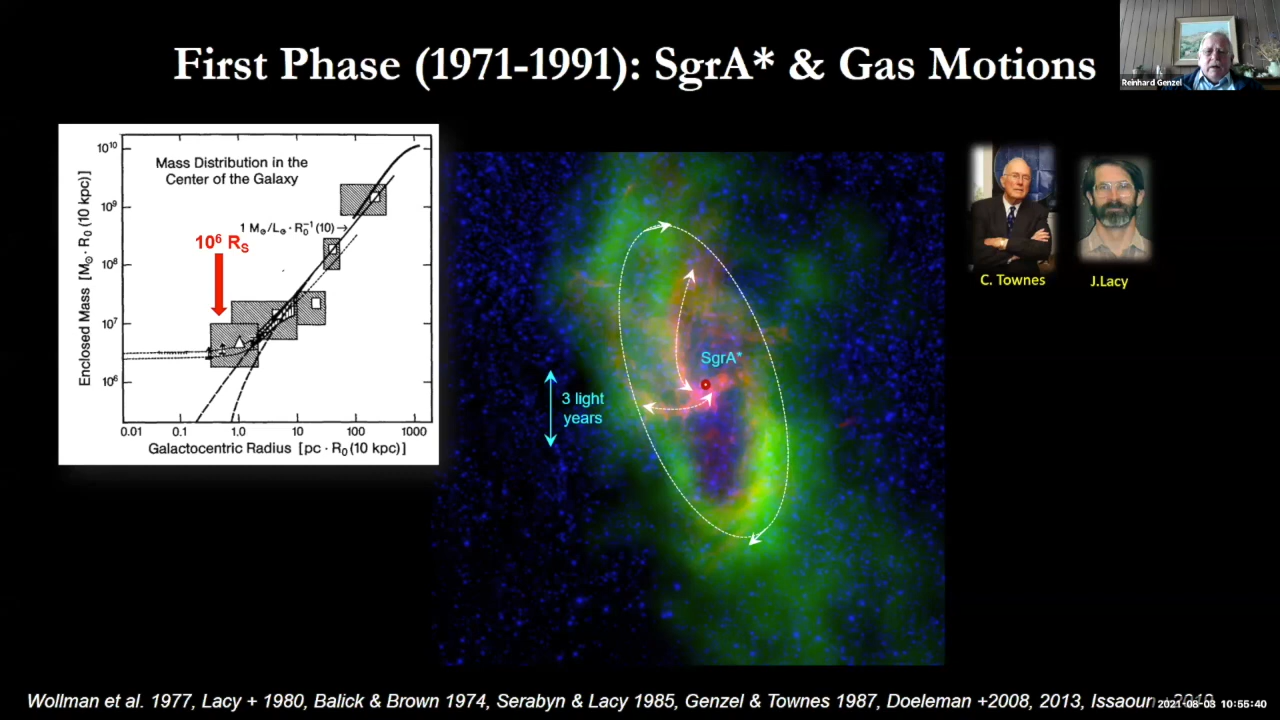 First Phase (1971-1991): SgrA* & Gas Motions
Reinhard Genzel
Mass Distribution in the
Center of the Galaxy
1 M⊙/L⊙ · R₀⁻¹(10)→
10⁶ Rₛ
10¹⁰
10⁹
10⁸
10⁷
10⁶
Enclosed Mass [M⊙· R₀ (10 kpc)]
0.01 0.1 1.0 10 100 1000
Galactocentric Radius [pc · R₀ (10 kpc)]
SgrA*
3 light
years
C. Townes
J.Lacy
Wollman et al. 1977, Lacy + 1980, Balick & Brown 1974, Serabyn & Lacy 1985, Genzel & Townes 1987, Doeleman +2008, 2013, Issaoun
2021-08-03 10:55:40